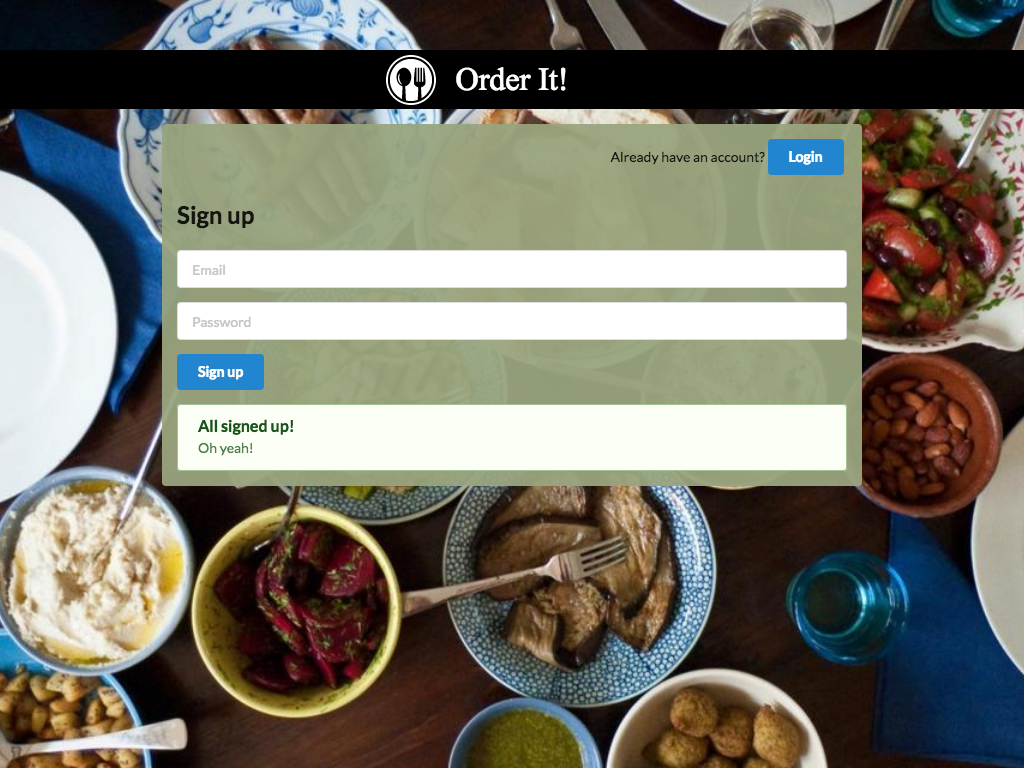 Order It!
Already have an account? Login
Sign up
Email
Password
Sign up
All signed up!
Oh yeah!